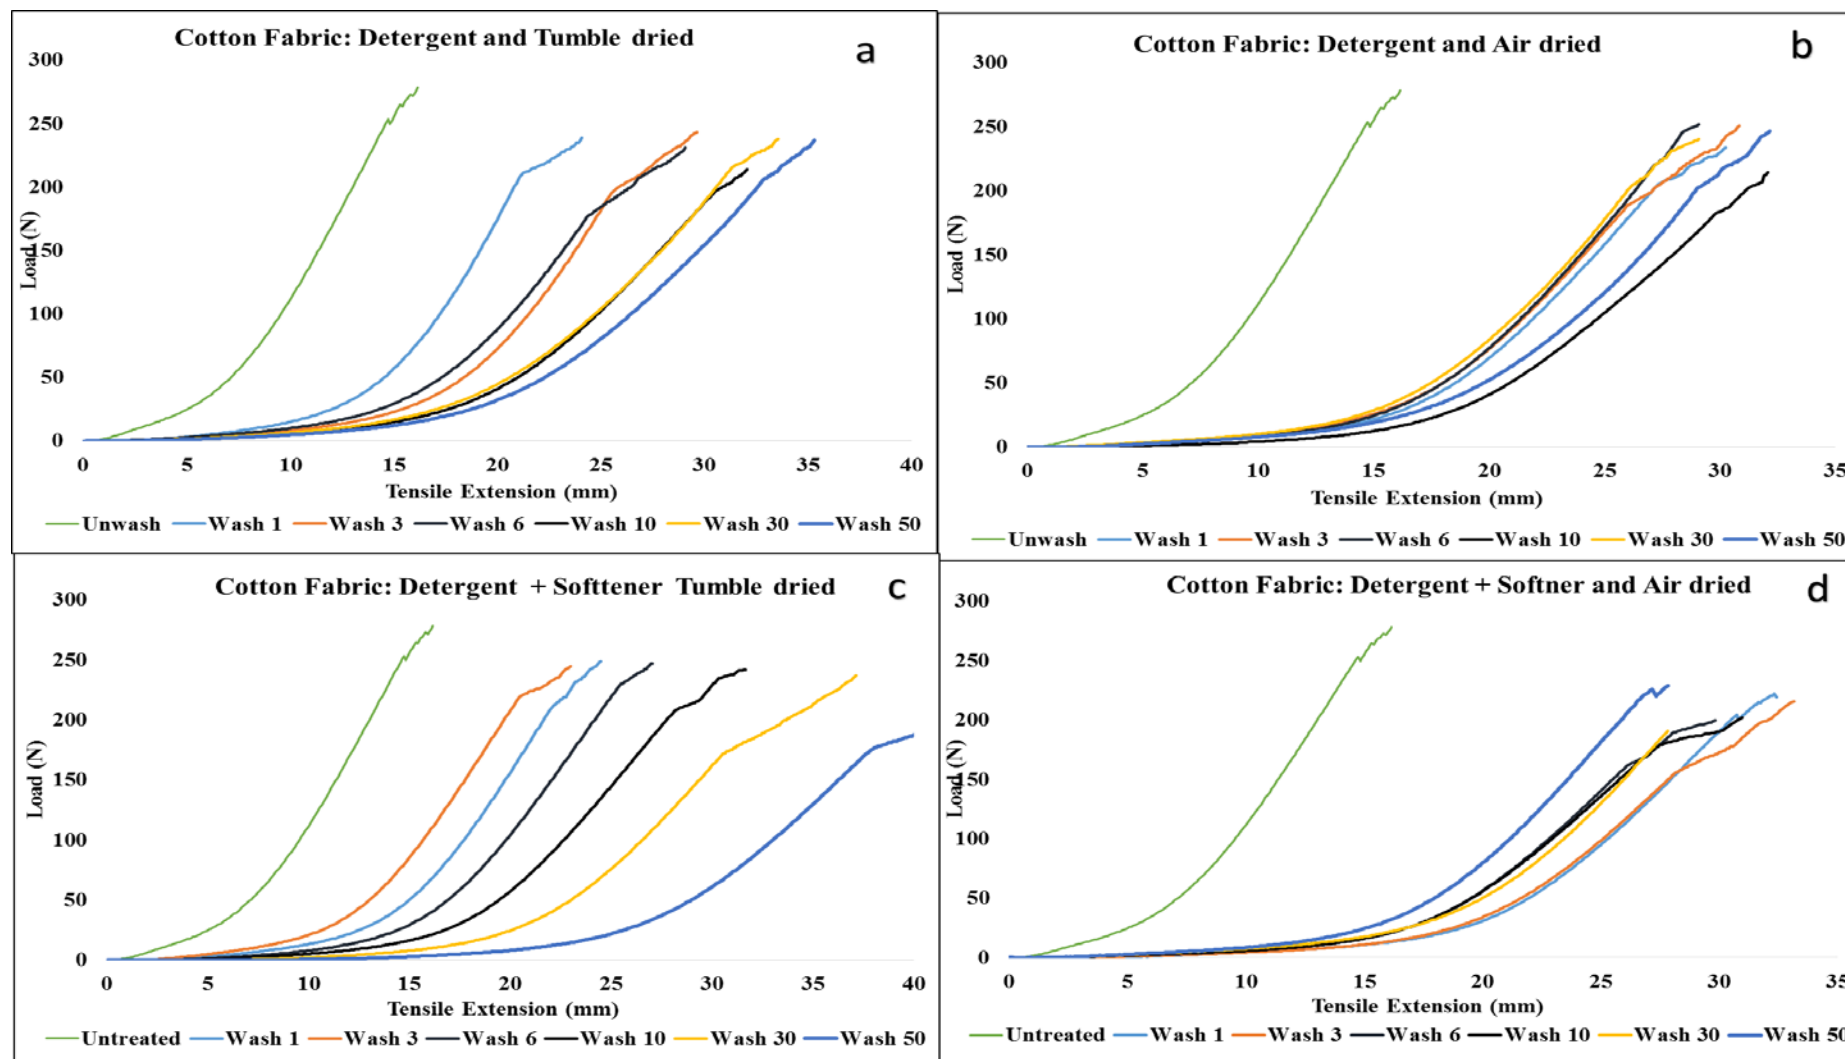 Cotton Fabric: Detergent and Tumble dried
a
300
250
200
150
100
50
0
Load (N)
0 5 10 15 20 25 30 35 40
Tensile Extension (mm)
Unwash Wash 1 Wash 3 Wash 6 Wash 10 Wash 30 Wash 50
Cotton Fabric: Detergent and Air dried
b
300
250
200
150
100
50
0
Load (N)
0 5 10 15 20 25 30 35
Tensile Extension (mm)
Unwash Wash 1 Wash 3 Wash 6 Wash 10 Wash 30 Wash 50
Cotton Fabric: Detergent + Softtener Tumble dried
c
300
250
200
150
100
50
0
Load (N)
0 5 10 15 20 25 30 35 40
Tensile Extension (mm)
Untreated Wash 1 Wash 3 Wash 6 Wash 10 Wash 30 Wash 50
Cotton Fabric: Detergent + Softner and Air dried
d
300
250
200
150
100
50
0
Load (N)
0 5 10 15 20 25 30 35
Tensile Extension (mm)
Untreated Wash 1 Wash 3 Wash 6 Wash 10 Wash 30 Wash 50